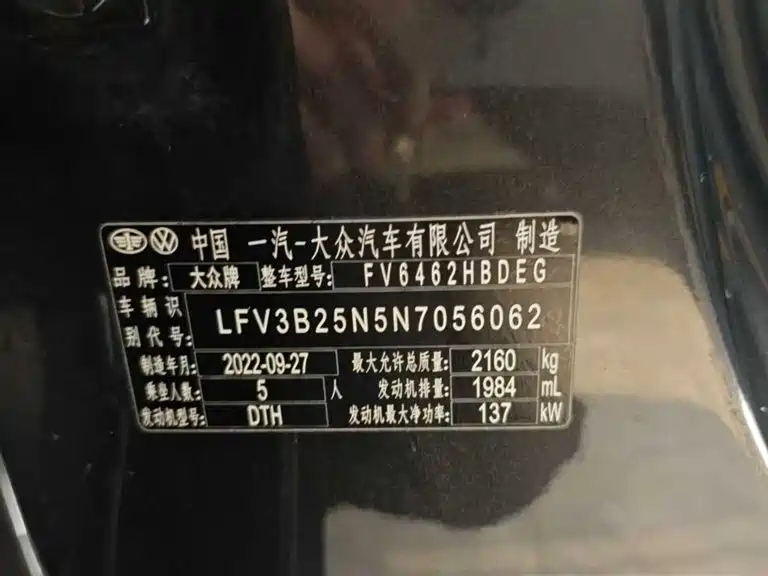 中国 一汽-大众汽车有限公司 制造
品牌: 大众牌 整车型号: FV6462HBDEG
车辆识别代号: LFV3B25N5N7056062
制造年月: 2022-09-27 最大允许总质量: 2160 kg
乘坐人数: 5 人 发动机排量: 1984 mL
发动机型号: DTH 发动机最大净功率: 137 kW